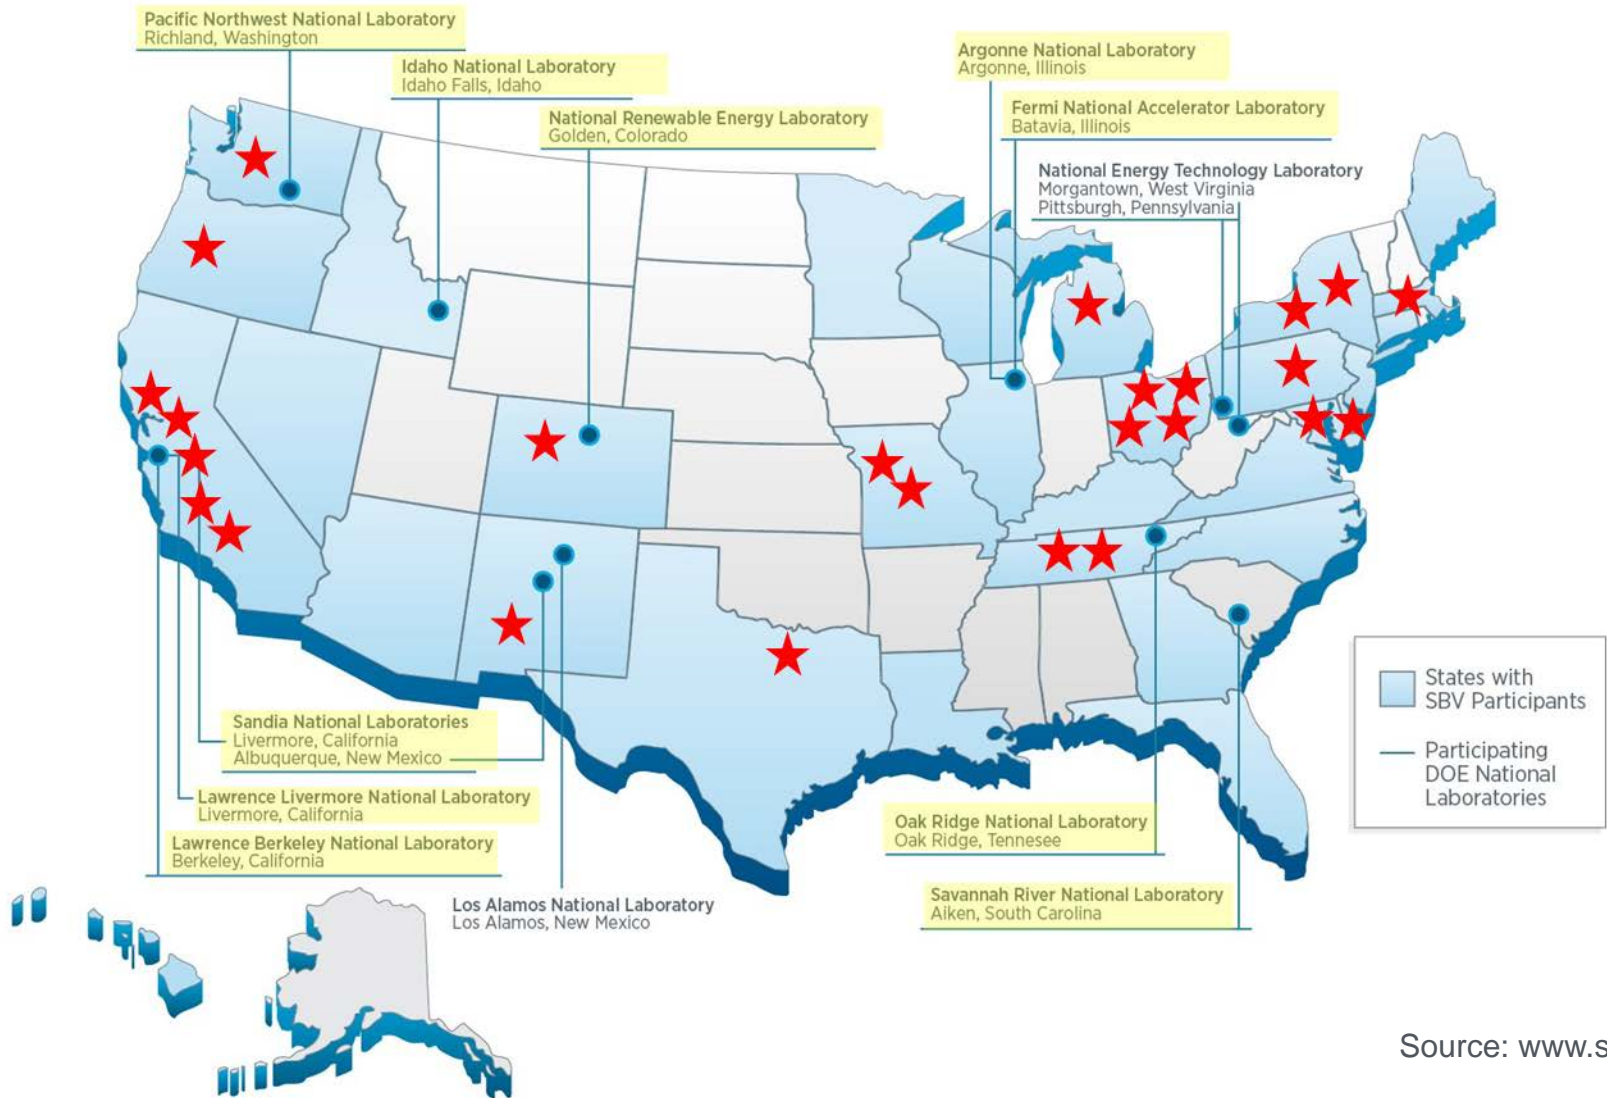 Pacific Northwest National Laboratory
Richland, Washington
Idaho National Laboratory
Idaho Falls, Idaho
National Renewable Energy Laboratory
Golden, Colorado
Argonne National Laboratory
Argonne, Illinois
Fermi National Accelerator Laboratory
Batavia, Illinois
National Energy Technology Laboratory
Morgantown, West Virginia
Pittsburgh, Pennsylvania
Sandia National Laboratories
Livermore, California
Albuquerque, New Mexico
Lawrence Livermore National Laboratory
Livermore, California
Lawrence Berkeley National Laboratory
Berkeley, California
Los Alamos National Laboratory
Los Alamos, New Mexico
Oak Ridge National Laboratory
Oak Ridge, Tennesee
Savannah River National Laboratory
Aiken, South Carolina
States with
SBV Participants
Participating
DOE National
Laboratories
Source: www.s